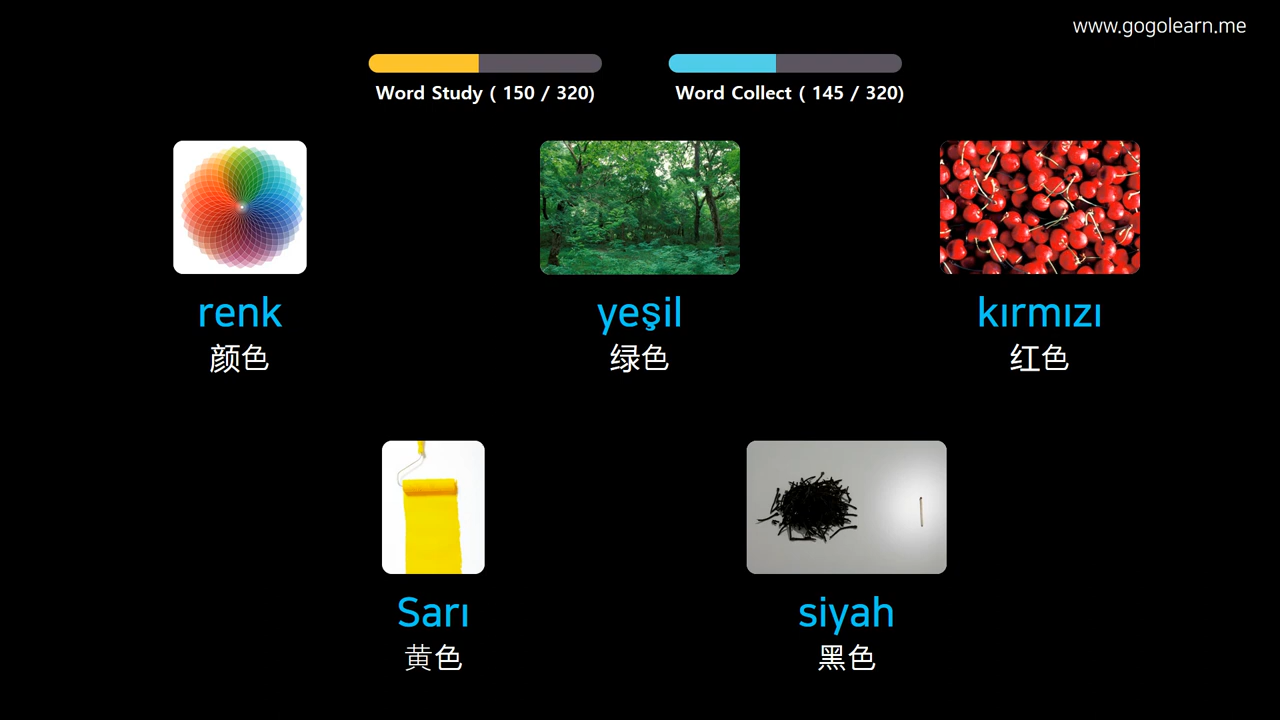 www.gogolearn.me
Word Study ( 150 / 320)
Word Collect ( 145 / 320)
renk
颜色
yeşil
绿色
kırmızı
红色
Sarı
黄色
siyah
黑色